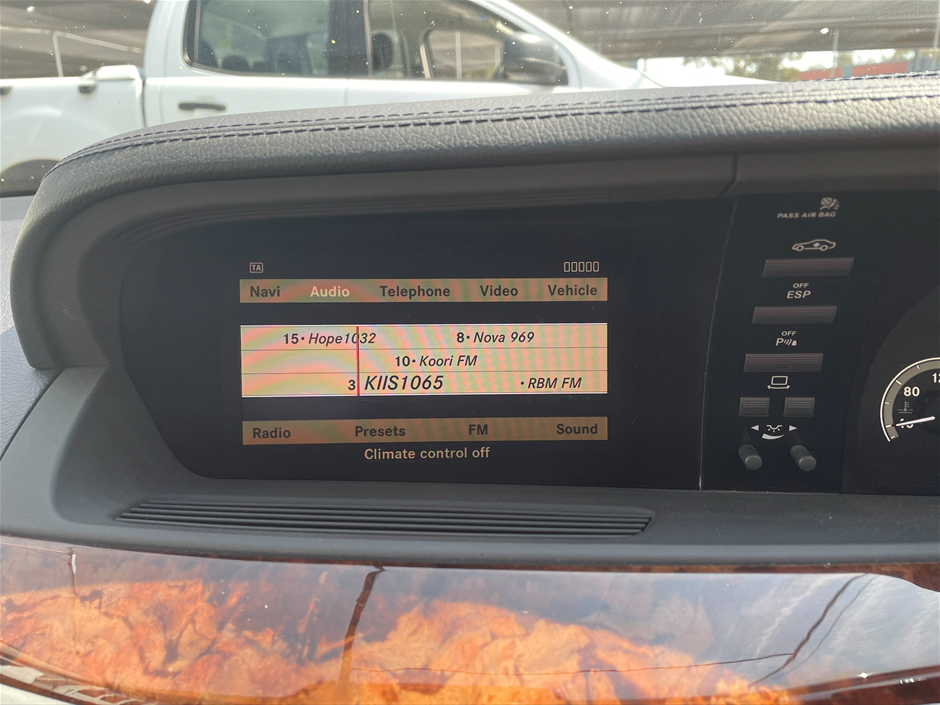 TA
Navi Audio Telephone Video Vehicle
15• Hope1032 8• Nova 969
10• Koori FM
3 KIIS1065 • RBM FM
Radio Presets FM Sound
Climate control off
PASS AIR BAG
OFF
ESP
OFF
P
80